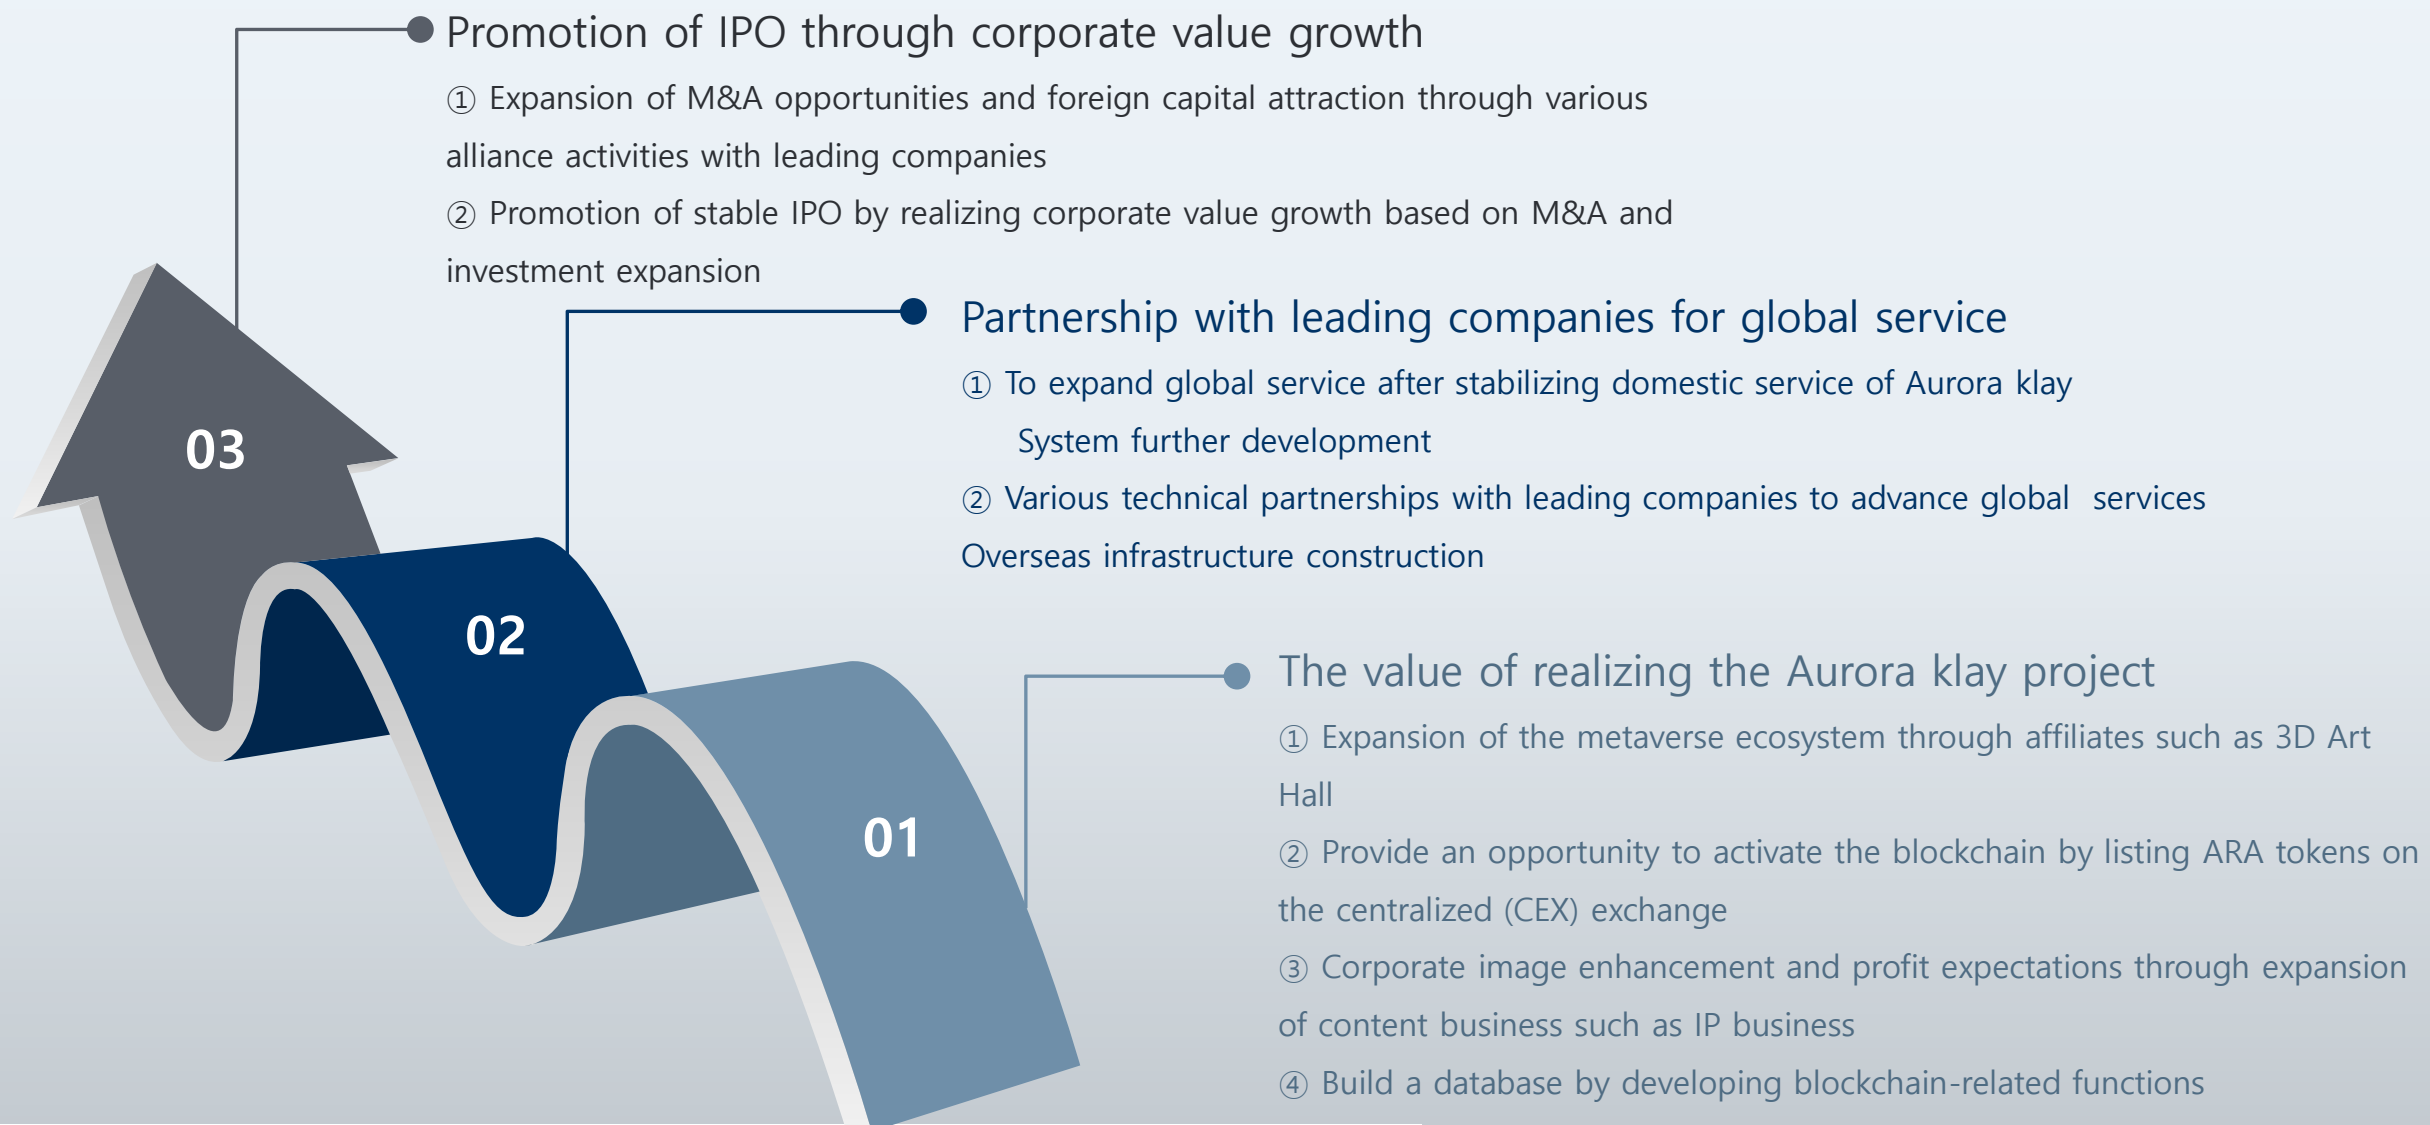 Promotion of IPO through corporate value growth
① Expansion of M&A opportunities and foreign capital attraction through various
alliance activities with leading companies
② Promotion of stable IPO by realizing corporate value growth based on M&A and
investment expansion
03
Partnership with leading companies for global service
① To expand global service after stabilizing domestic service of Aurora klay
System further development
② Various technical partnerships with leading companies to advance global services
Overseas infrastructure construction
02
The value of realizing the Aurora klay project
① Expansion of the metaverse ecosystem through affiliates such as 3D Art
Hall
② Provide an opportunity to activate the blockchain by listing ARA tokens on
the centralized (CEX) exchange
③ Corporate image enhancement and profit expectations through expansion
of content business such as IP business
④ Build a database by developing blockchain-related functions
01